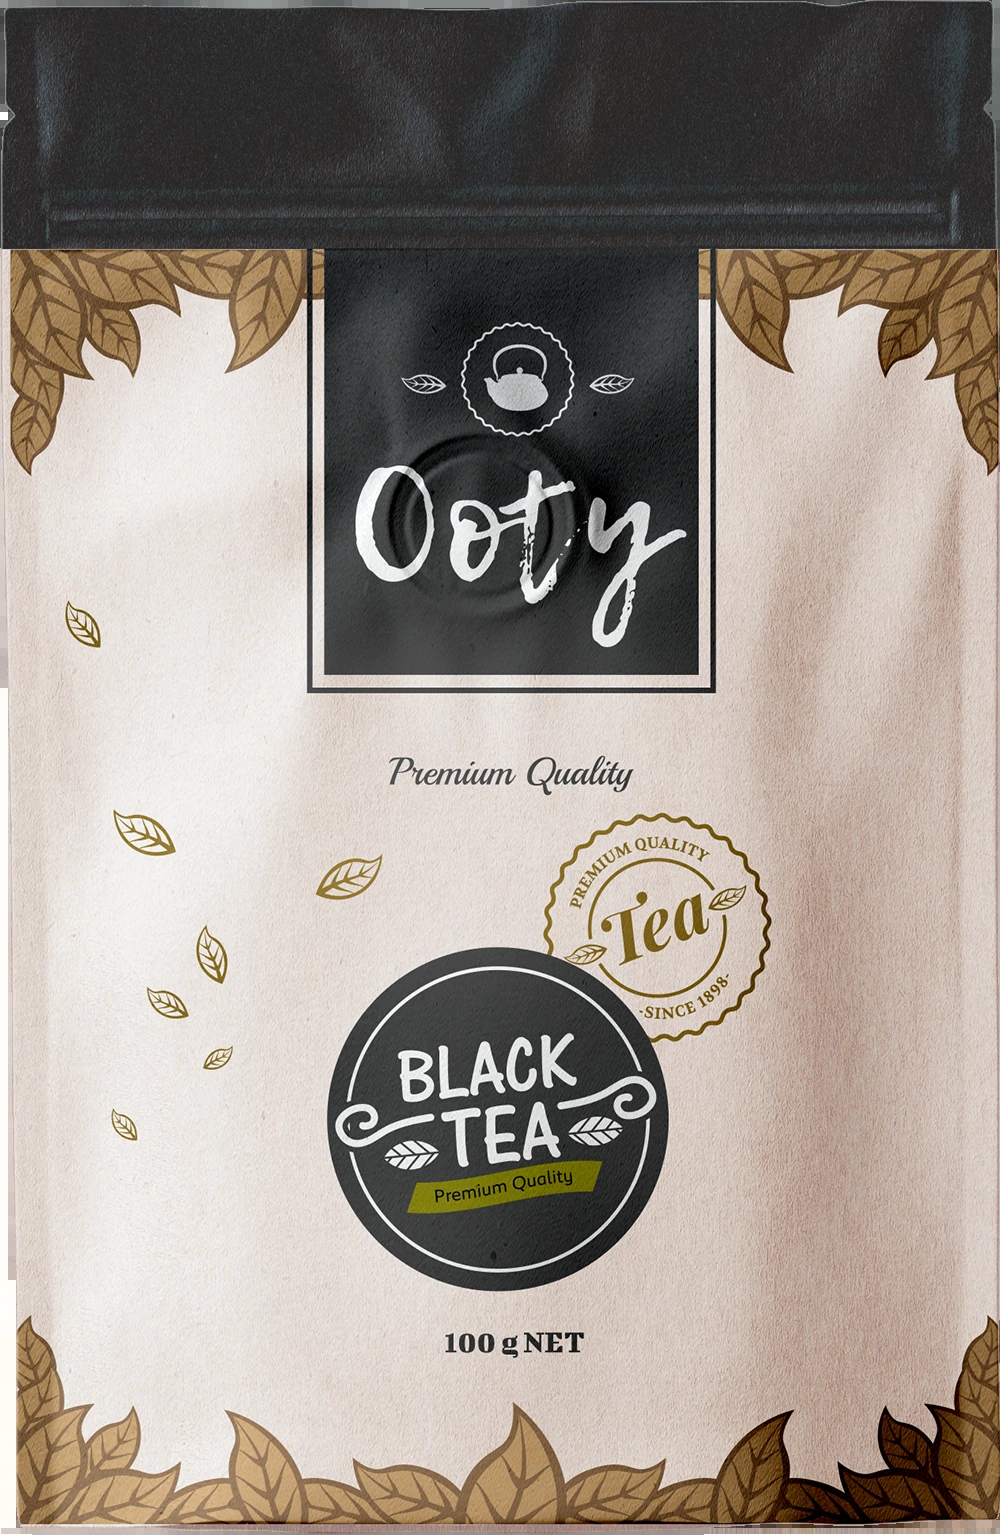 Ooty
Premium Quality
PREMIUM QUALITY
Tea
-SINCE 1898-
BLACK
TEA
Premium Quality
100 g NET